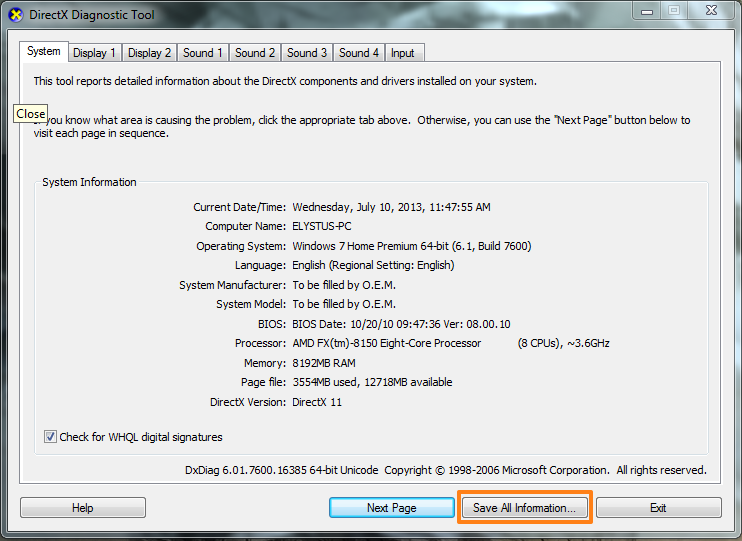 DirectX Diagnostic Tool
System Display 1 Display 2 Sound 1 Sound 2 Sound 3 Sound 4 Input
This tool reports detailed information about the DirectX components and drivers installed on your system.
Close
you know what area is causing the problem, click the appropriate tab above. Otherwise, you can use the "Next Page" button below to
visit each page in sequence.
System Information
Current Date/Time: Wednesday, July 10, 2013, 11:47:55 AM
Computer Name: ELYSTUS-PC
Operating System: Windows 7 Home Premium 64-bit (6.1, Build 7600)
Language: English (Regional Setting: English)
System Manufacturer: To be filled by O.E.M.
System Model: To be filled by O.E.M.
BIOS: BIOS Date: 10/20/10 09:47:36 Ver: 08.00.10
Processor: AMD FX(tm)-8150 Eight-Core Processor (8 CPUs), ~3.6GHz
Memory: 8192MB RAM
Page file: 3554MB used, 12718MB available
DirectX Version: DirectX 11
Check for WHQL digital signatures
DxDiag 6.01.7600.16385 64-bit Unicode Copyright © 1998-2006 Microsoft Corporation. All rights reserved.
Help Next Page Save All Information... Exit